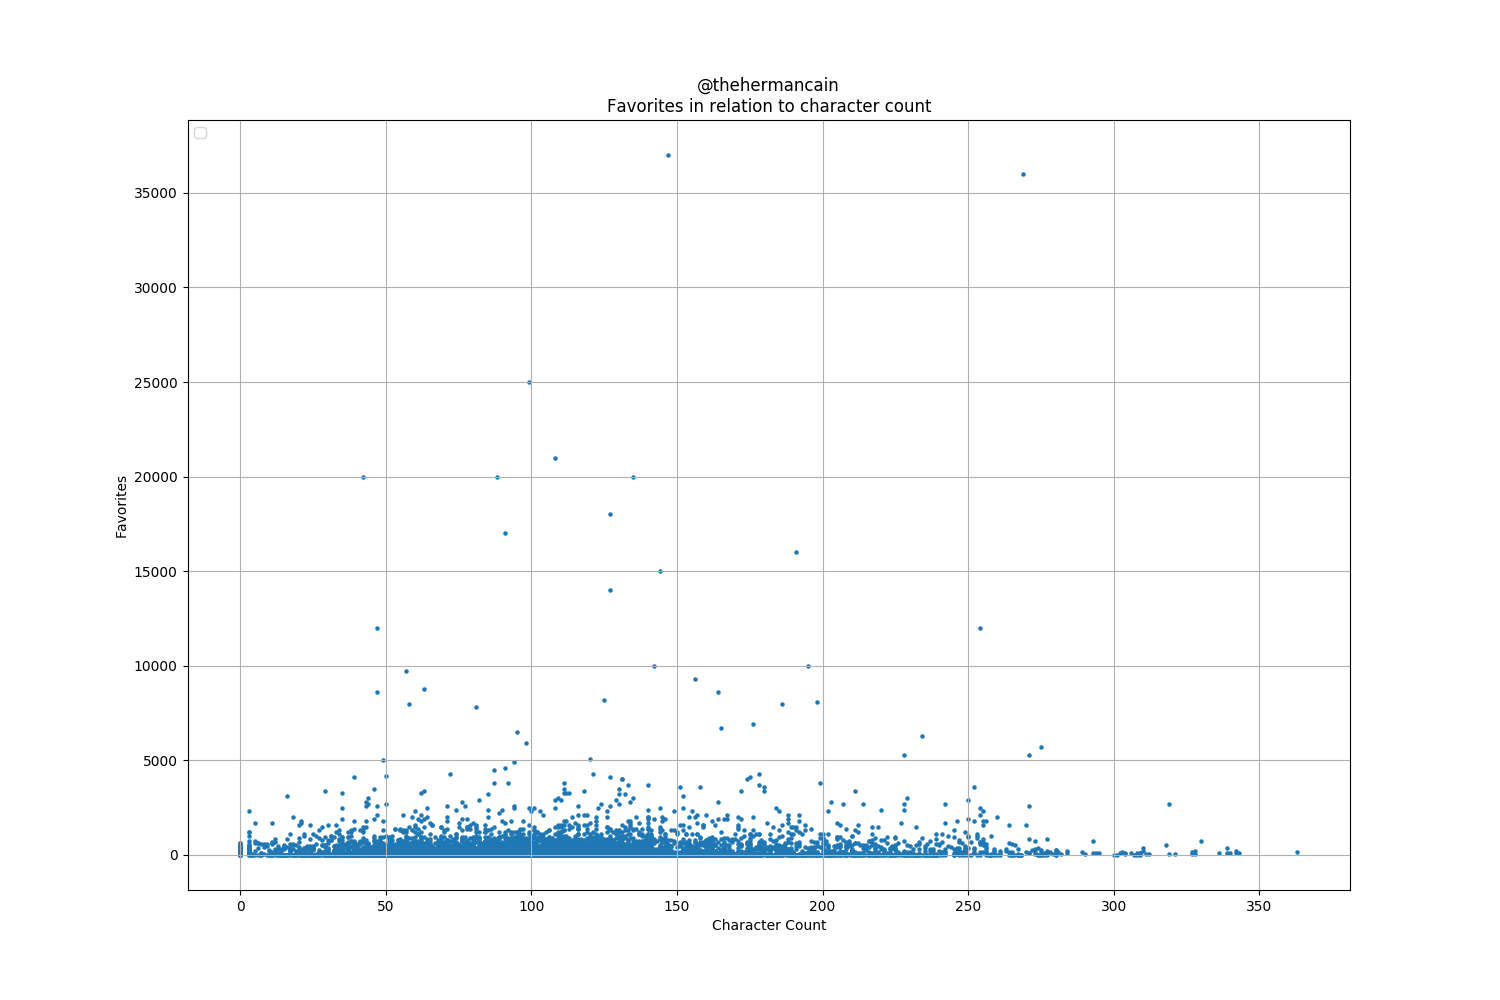 @thehermancain
Favorites in relation to character count
35000
30000
25000
20000
15000
10000
5000
0
Favorites
0 50 100 150 200 250 300 350
Character Count